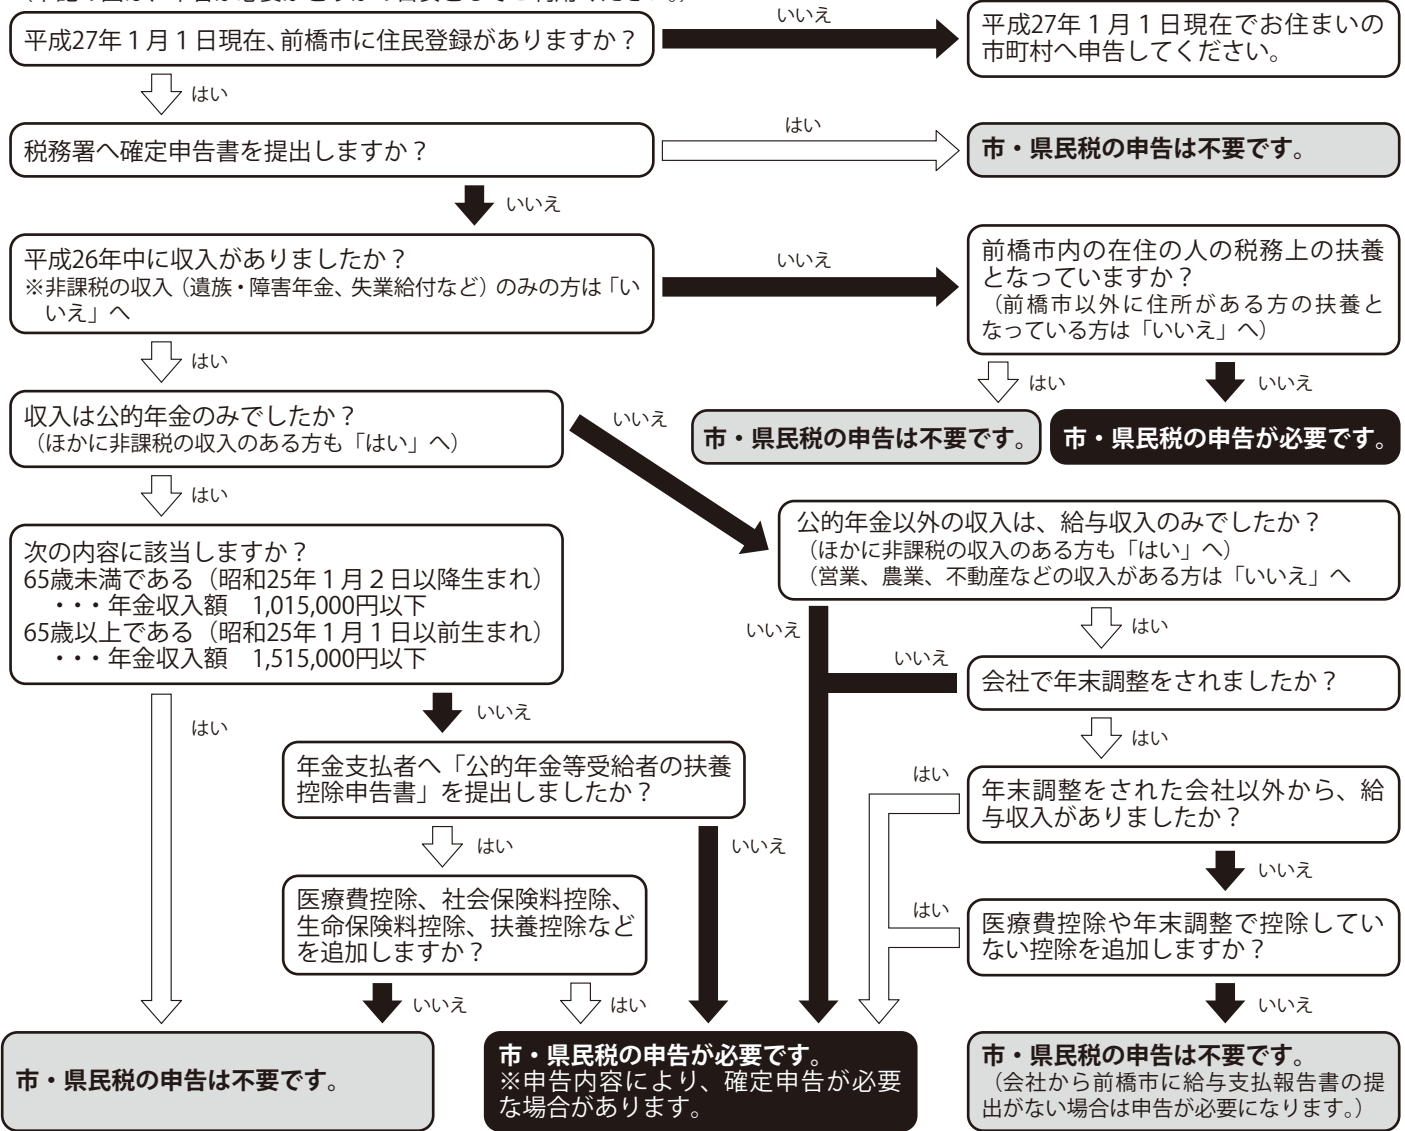 平成27年１月１日現在、前橋市に住民登録がありますか？
いいえ
平成27年１月１日現在でお住まいの
市町村へ申告してください。
はい
税務署へ確定申告書を提出しますか？
はい
市・県民税の申告は不要です。
いいえ
平成26年中に収入がありましたか？
※非課税の収入（遺族・障害年金、失業給付など）のみの方は「い
いえ」へ
いいえ
前橋市内の在住の人の税務上の扶養
となっていますか？
（前橋市以外に住所がある方の扶養と
なっている方は「いいえ」へ）
はい
はい
いいえ
収入は公的年金のみでしたか？
（ほかに非課税の収入のある方も「はい」へ）
いいえ
市・県民税の申告は不要です。
市・県民税の申告が必要です。
はい
公的年金以外の収入は、給与収入のみでしたか？
（ほかに非課税の収入のある方も「はい」へ）
（営業、農業、不動産などの収入がある方は「いいえ」へ
次の内容に該当しますか？
65歳未満である（昭和25年１月２日以降生まれ）
・・・年金収入額　1,015,000円以下
65歳以上である（昭和25年１月１日以前生まれ）
・・・年金収入額　1,515,000円以下
いいえ
はい
いいえ
会社で年末調整をされましたか？
はい
いいえ
はい
年金支払者へ「公的年金等受給者の扶養
控除申告書」を提出しましたか？
はい
年末調整をされた会社以外から、給
与収入がありましたか？
はい
いいえ
いいえ
医療費控除、社会保険料控除、
生命保険料控除、扶養控除など
を追加しますか？
はい
医療費控除や年末調整で控除してい
ない控除を追加しますか？
いいえ
はい
いいえ
市・県民税の申告は不要です。
市・県民税の申告が必要です。
※申告内容により、確定申告が必要
な場合があります。
市・県民税の申告は不要です。
（会社から前橋市に給与支払報告書の提
出がない場合は申告が必要になります。）